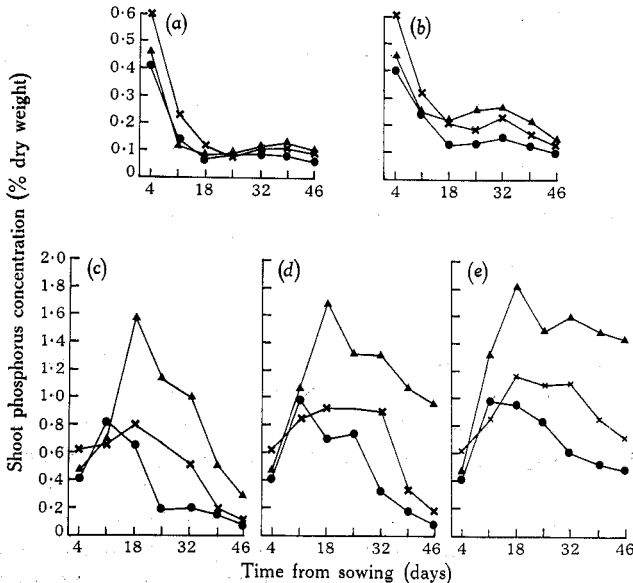 Shoot phosphorus concentration (% dry weight)
(a)
0·6
0·5
0·4
0·3
0·2
0·1
0
4 18 32 46
(b)
4 18 32 46
(c)
2·0
1·8
1·6
1·4
1·2
1·0
0·8
0·6
0·4
0·2
0
4 18 32 46
(d)
4 18 32 46
(e)
4 18 32 46
Time from sowing (days)